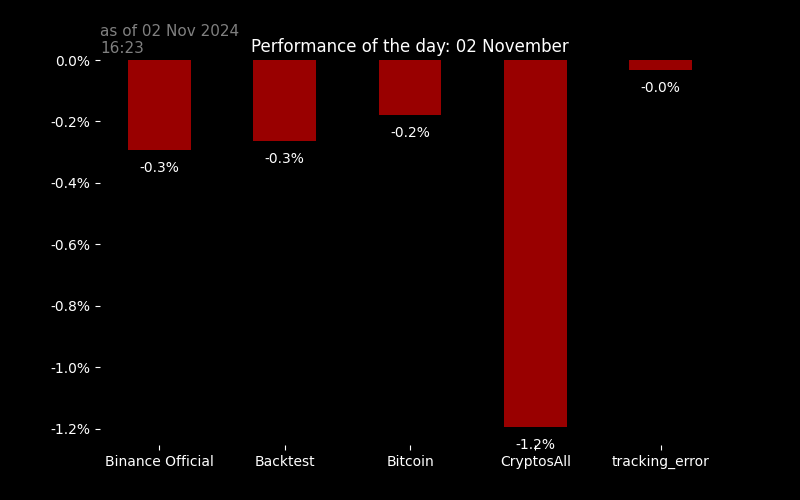 as of 02 Nov 2024
16:23
Performance of the day: 02 November
0.0%
-0.2%
-0.4%
-0.6%
-0.8%
-1.0%
-1.2%
-0.3%
-0.3%
-0.2%
-1.2%
-0.0%
Binance Official
Backtest
Bitcoin
CryptosAll
tracking_error